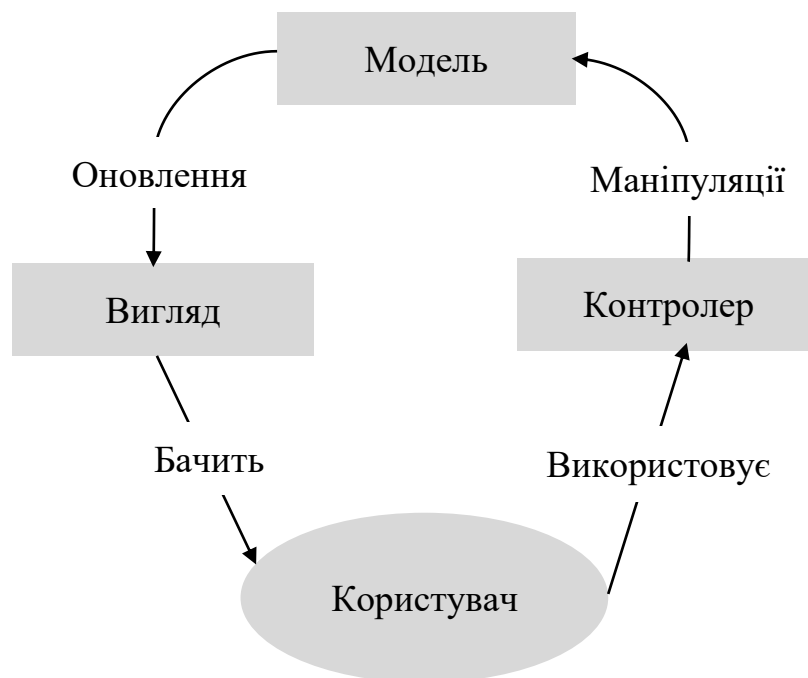 Модель
Оновлення
Маніпуляції
Вигляд
Контролер
Бачить
Використовує
Користувач